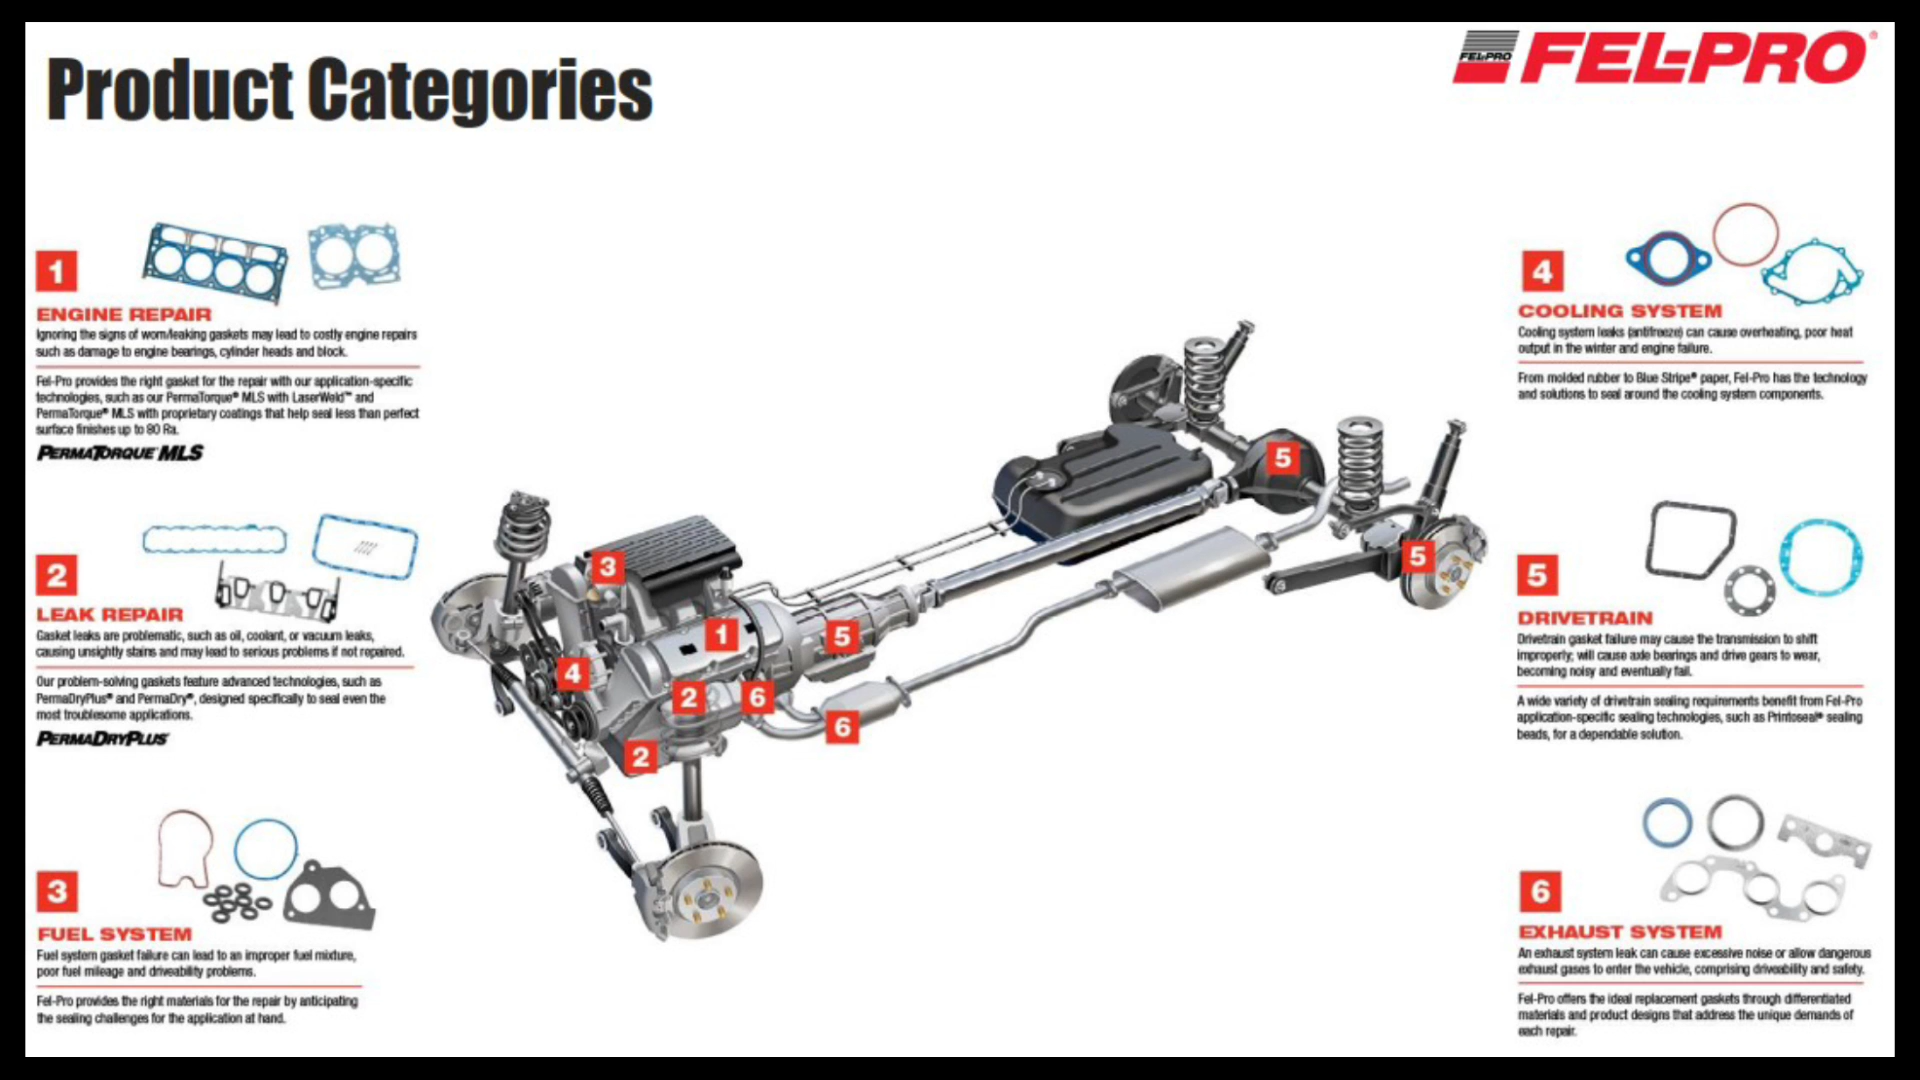 Product Categories
FEL-PRO
FEL-PRO®
1
ENGINE REPAIR
Ignoring the signs of worn/leaking gaskets may lead to costly engine repairs
such as damage to engine bearings, cylinder heads and block.
Fel-Pro provides the right gasket for the repair with our application-specific
technologies, such as our PermaTorque® MLS with LaserWeld™ and
PermaTorque® MLS with proprietary coatings that help seal less than perfect
surface finishes up to 80 Ra.
PERMATORQUE MLS
2
LEAK REPAIR
Gasket leaks are problematic, such as oil, coolant, or vacuum leaks,
causing unsightly stains and may lead to serious problems if not repaired.
Our problem-solving gaskets feature advanced technologies, such as
PermaDryPlus® and PermaDry®, designed specifically to seal even the
most troublesome applications.
PERMADRYPLUS
3
FUEL SYSTEM
Fuel system gasket failure can lead to an improper fuel mixture,
poor fuel mileage and driveability problems.
Fel-Pro provides the right materials for the repair by anticipating
the sealing challenges for the application at hand.
5
5
3
1
5
4
2
6
6
2
4
COOLING SYSTEM
Cooling system leaks (antifreeze) can cause overheating, poor heat
output in the winter and engine failure.
From molded rubber to Blue Stripe® paper, Fel-Pro has the technology
and solutions to seal around the cooling system components.
5
DRIVETRAIN
Drivetrain gasket failure may cause the transmission to shift
improperly; will cause axle bearings and drive gears to wear,
becoming noisy and eventually fail.
A wide variety of drivetrain sealing requirements benefit from Fel-Pro
application-specific sealing technologies, such as Printoseal® sealing
beads, for a dependable solution.
6
EXHAUST SYSTEM
An exhaust system leak can cause excessive noise or allow dangerous
exhaust gases to enter the vehicle, comprising driveability and safety.
Fel-Pro offers the ideal replacement gaskets through differentiated
materials and product designs that address the unique demands of
each repair.